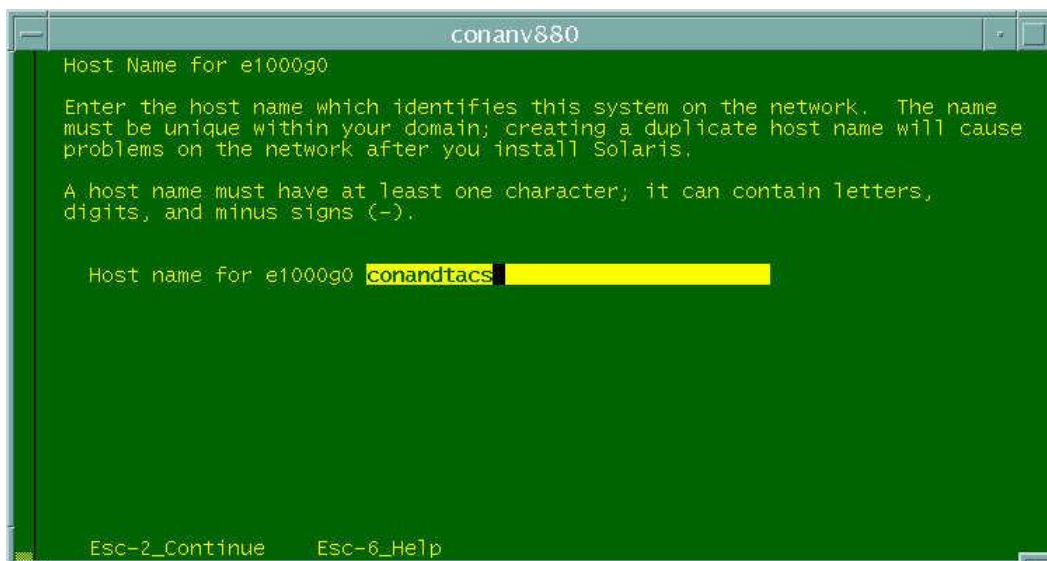 conanv880
Host Name for e1000g0
Enter the host name which identifies this system on the network.  The name
must be unique within your domain; creating a duplicate host name will cause
problems on the network after you install Solaris.
A host name must have at least one character; it can contain letters,
digits, and minus signs (-).
Host name for e1000g0 conandtacs
Esc-2_Continue    Esc-6_Help